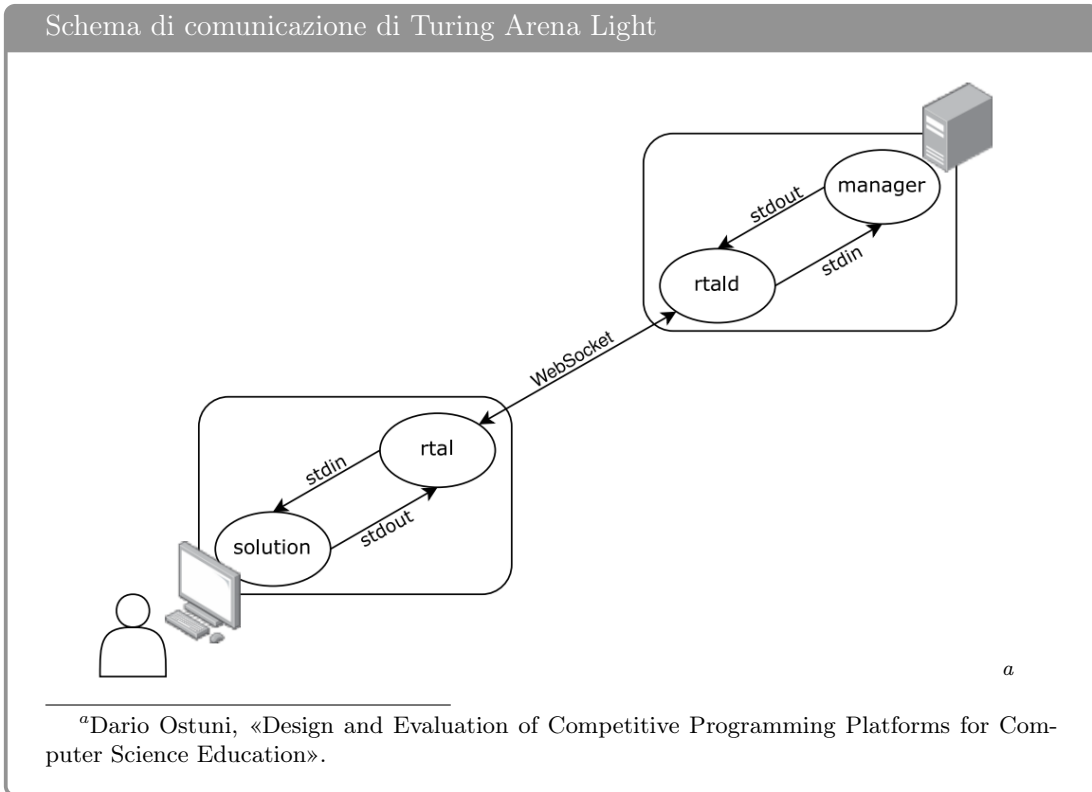 Schema di comunicazione di Turing Arena Light
manager
stdout
stdin
rtald
WebSocket
rtal
stdin
stdout
solution
a
aDario Ostuni, «Design and Evaluation of Competitive Programming Platforms for Com-
puter Science Education».